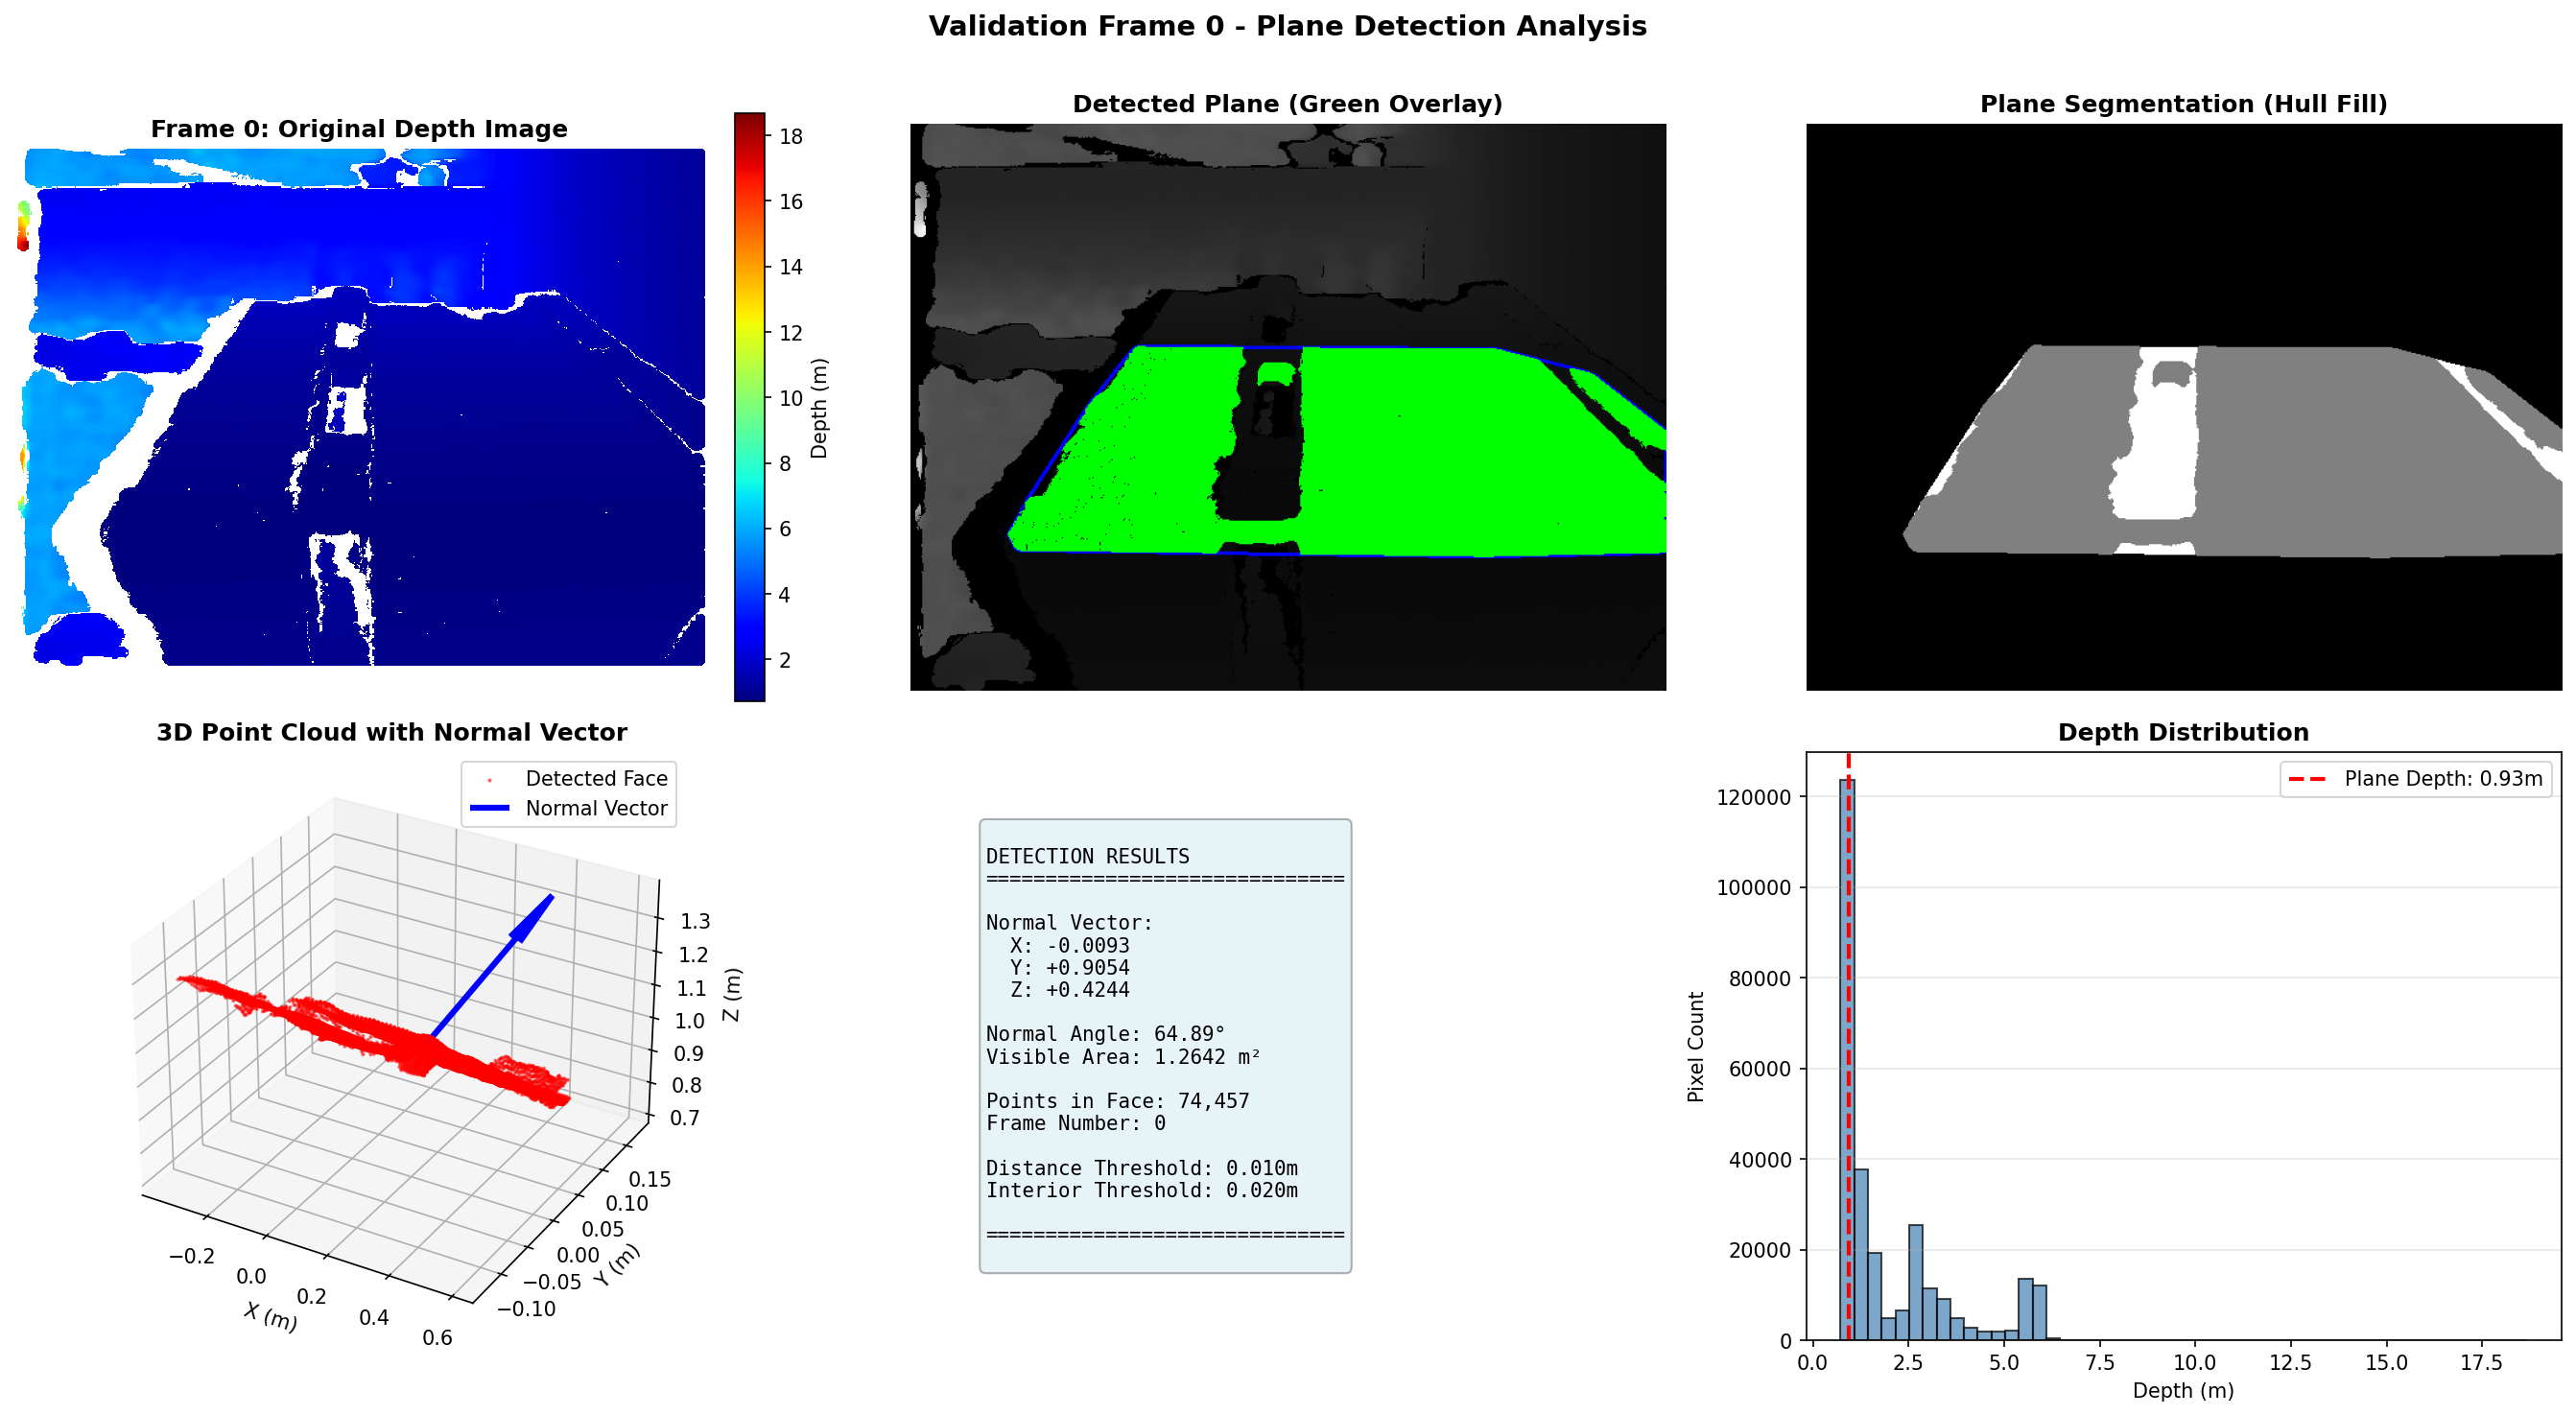 Validation Frame 0 - Plane Detection Analysis
Frame 0: Original Depth Image
18
16
14
12
10
8
6
4
2
Depth (m)
Detected Plane (Green Overlay)
Plane Segmentation (Hull Fill)
3D Point Cloud with Normal Vector
Detected Face
Normal Vector
1.3
1.2
1.1
1.0
0.9
0.8
0.7
Z (m)
0.15
0.10
0.05
0.00
−0.05
−0.10
Y (m)
−0.2
0.0
0.2
0.4
0.6
X (m)
DETECTION RESULTS
==============================
Normal Vector:
X: -0.0093
Y: +0.9054
Z: +0.4244
Normal Angle: 64.89°
Visible Area: 1.2642 m²
Points in Face: 74,457
Frame Number: 0
Distance Threshold: 0.010m
Interior Threshold: 0.020m
==============================
Depth Distribution
Plane Depth: 0.93m
120000
100000
80000
60000
40000
20000
0
Pixel Count
0.0 2.5 5.0 7.5 10.0 12.5 15.0 17.5
Depth (m)